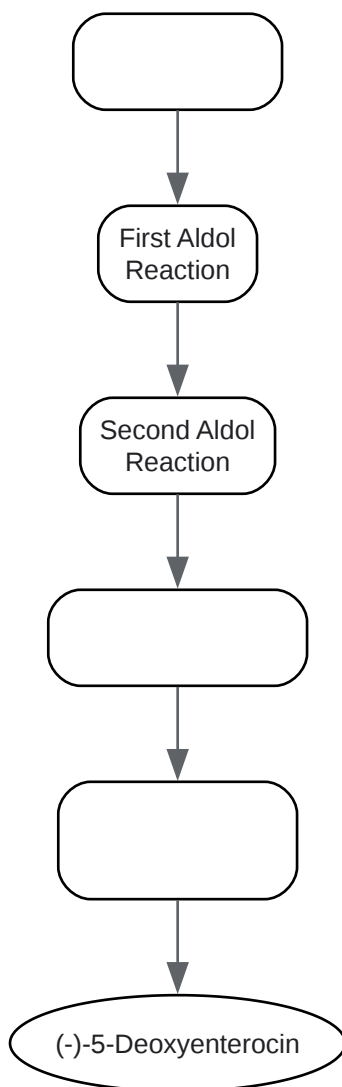 First Aldol
Reaction
Second Aldol
Reaction
(-)-5-Deoxyenterocin